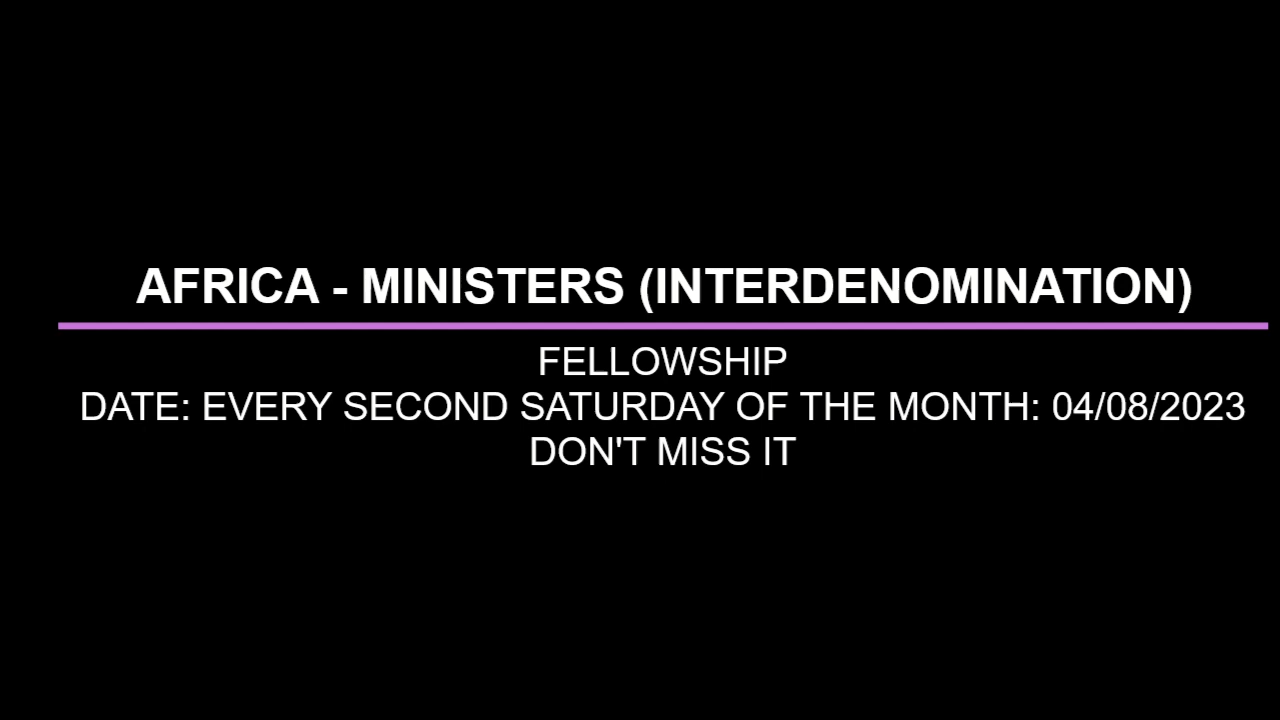 AFRICA - MINISTERS (INTERDENOMINATION)
FELLOWSHIP
DATE: EVERY SECOND SATURDAY OF THE MONTH: 04/08/2023
DON'T MISS IT